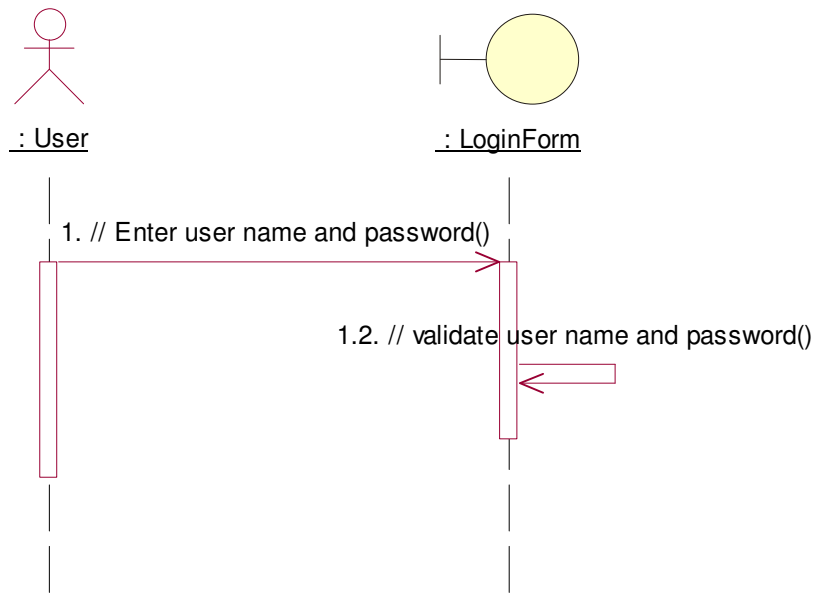 : User
: LoginForm
1. // Enter user name and password()
1.2. // validate user name and password()